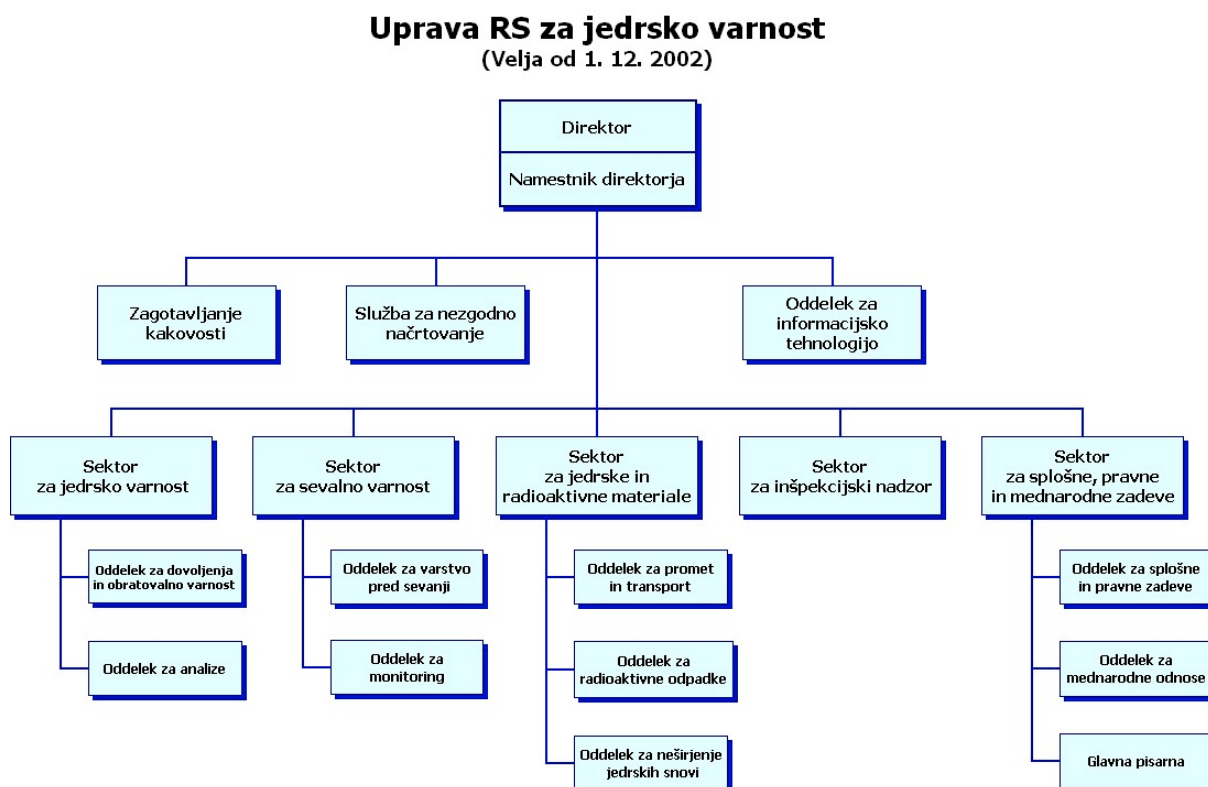 Uprava RS za jedrsko varnost
(Velja od 1. 12. 2002)
Direktor
Namestnik direktorja
Zagotavljanje
kakovosti
Služba za nezgodno
načrtovanje
Oddelek za
informacijsko
tehnologijo
Sektor
za jedrsko varnost
Sektor
za sevalno varnost
Sektor
za jedrske in
radioaktivne materiale
Sektor
za inšpekcijski nadzor
Sektor
za splošne, pravne
in mednarodne zadeve
Oddelek za dovoljenja
in obratovalno varnost
Oddelek za analize
Oddelek za varstvo
pred sevanji
Oddelek za
monitoring
Oddelek za promet
in transport
Oddelek za
radioaktivne odpadke
Oddelek za neširjenje
jedrskih snovi
Oddelek za splošne
in pravne zadeve
Oddelek za
mednarodne odnose
Glavna pisarna